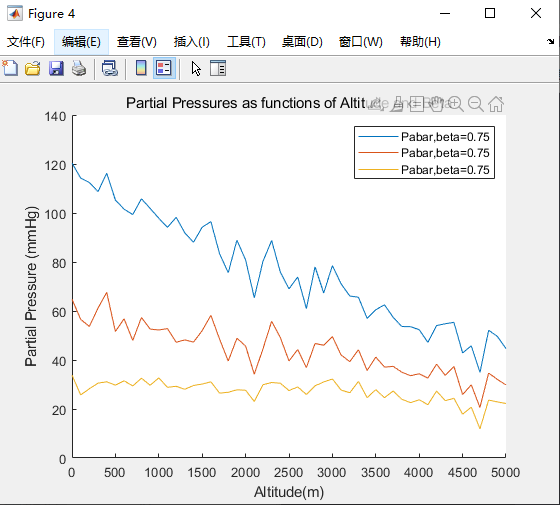 Figure 4
文件(F) 编辑(E) 查看(V) 插入(I) 工具(T) 桌面(D) 窗口(W) 帮助(H)
Partial Pressures as functions of Altit
Pabar,beta=0.75
Pabar,beta=0.75
Pabar,beta=0.75
Partial Pressure (mmHg)
140
120
100
80
60
40
20
0
0 500 1000 1500 2000 2500 3000 3500 4000 4500 5000
Altitude(m)